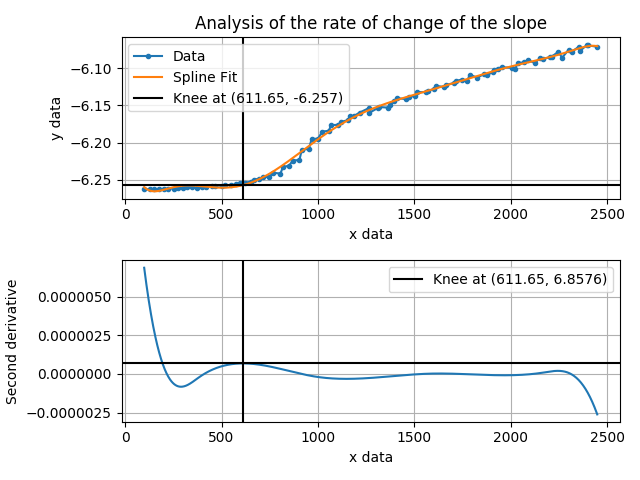 Analysis of the rate of change of the slope
Data
Spline Fit
Knee at (611.65, -6.257)
y data
−6.10
−6.15
−6.20
−6.25
0 500 1000 1500 2000 2500
x data
Knee at (611.65, 6.8576)
Second derivative
0.0000050
0.0000025
0.0000000
−0.0000025
0 500 1000 1500 2000 2500
x data